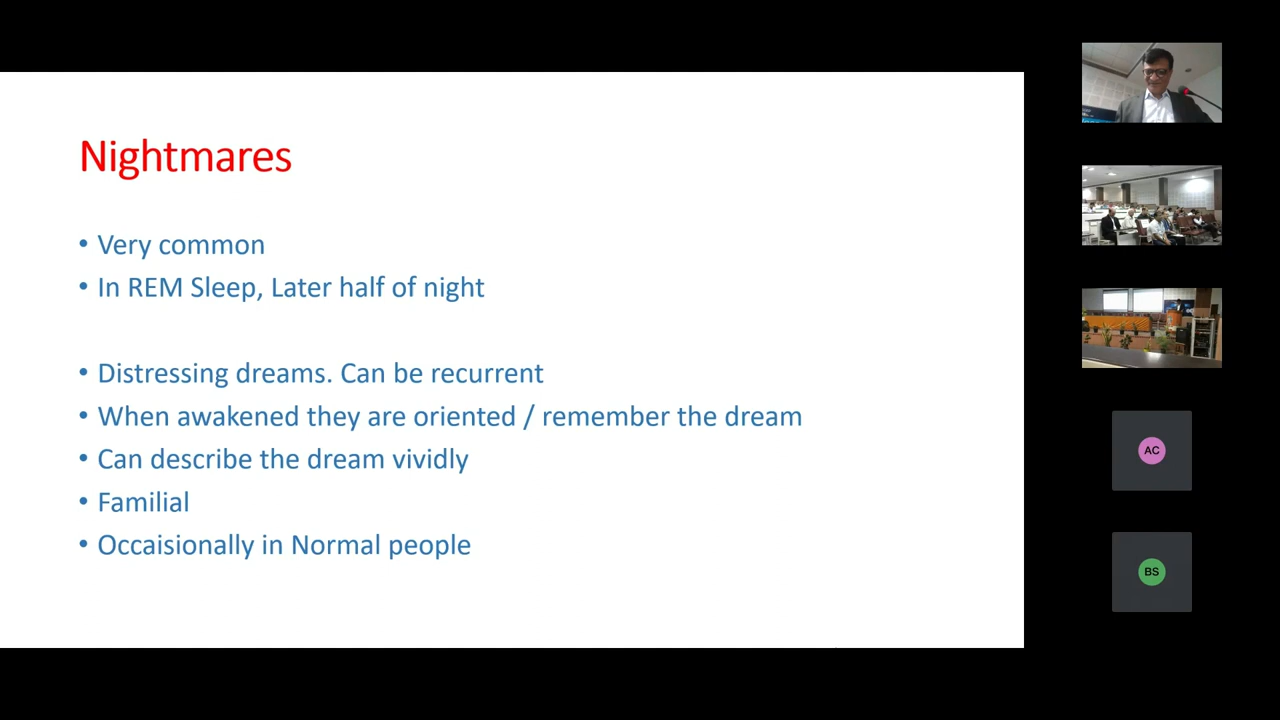 Nightmares
• Very common
• In REM Sleep, Later half of night
• Distressing dreams. Can be recurrent
• When awakened they are oriented / remember the dream
• Can describe the dream vividly
• Familial
• Occaisionally in Normal people
AC
BS